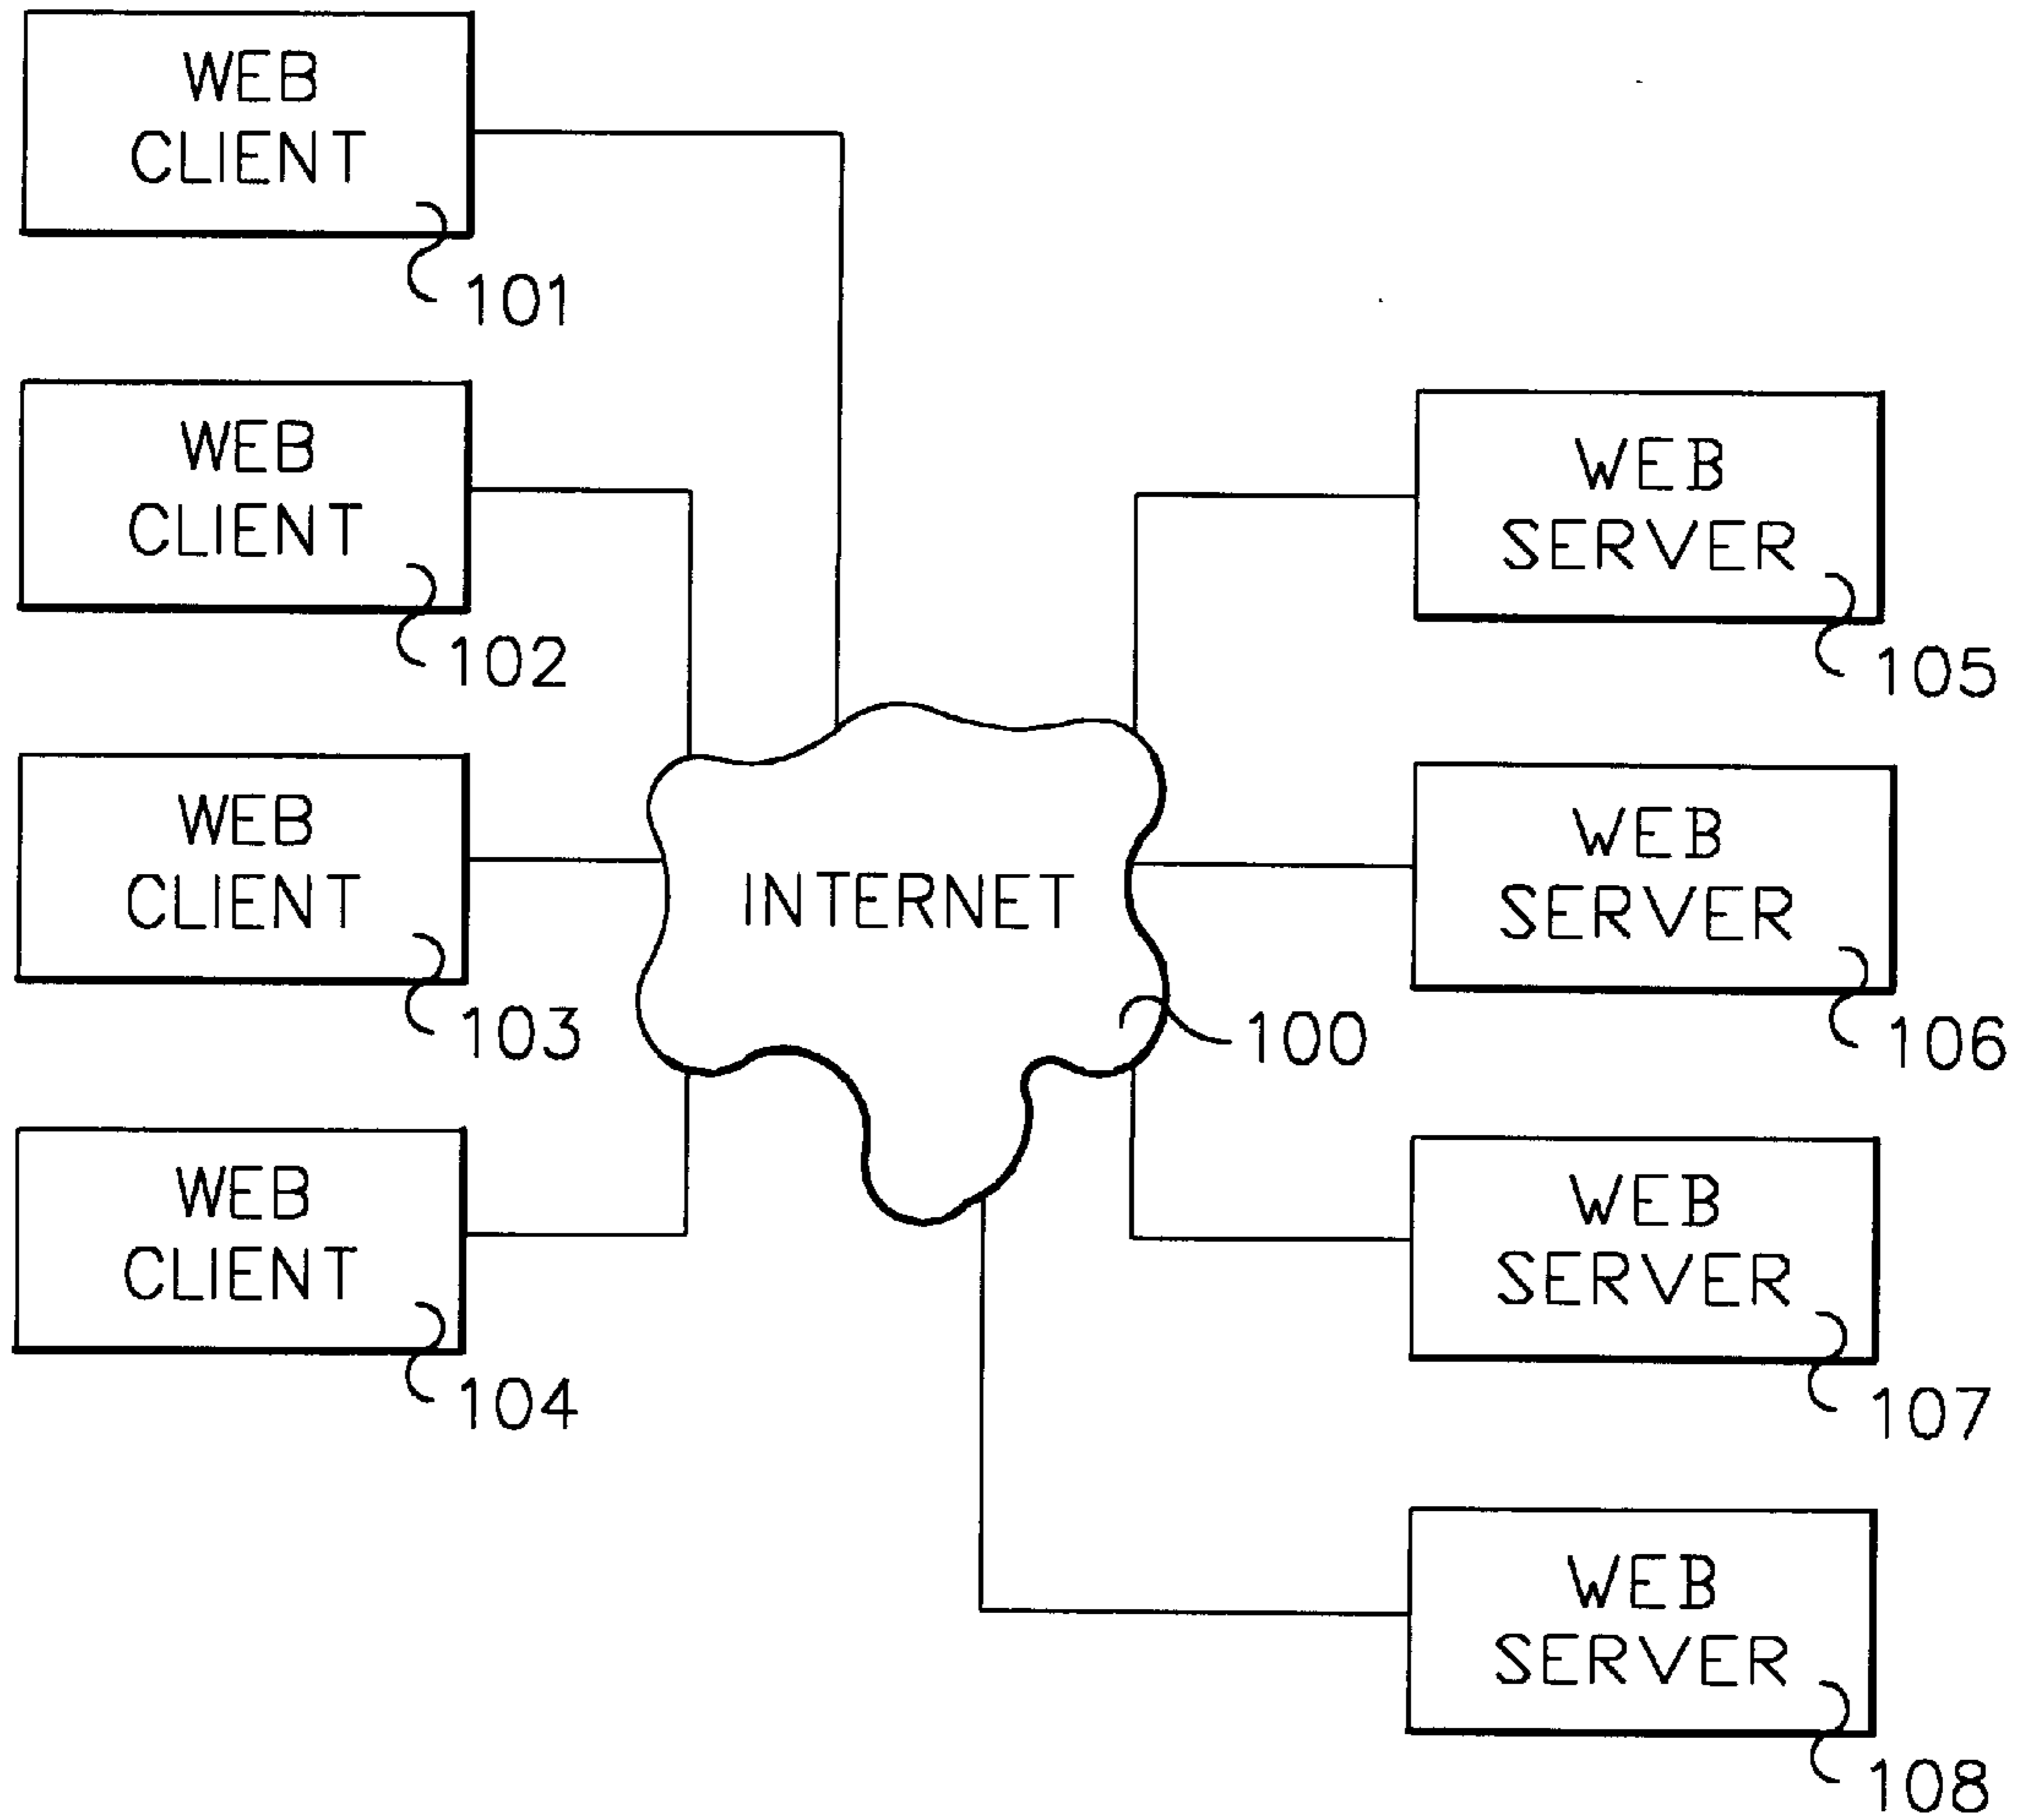 WEB
CLIENT
101
WEB
CLIENT
102
WEB
CLIENT
103
WEB
CLIENT
104
INTERNET
100
WEB
SERVER
105
WEB
SERVER
106
WEB
SERVER
107
WEB
SERVER
108